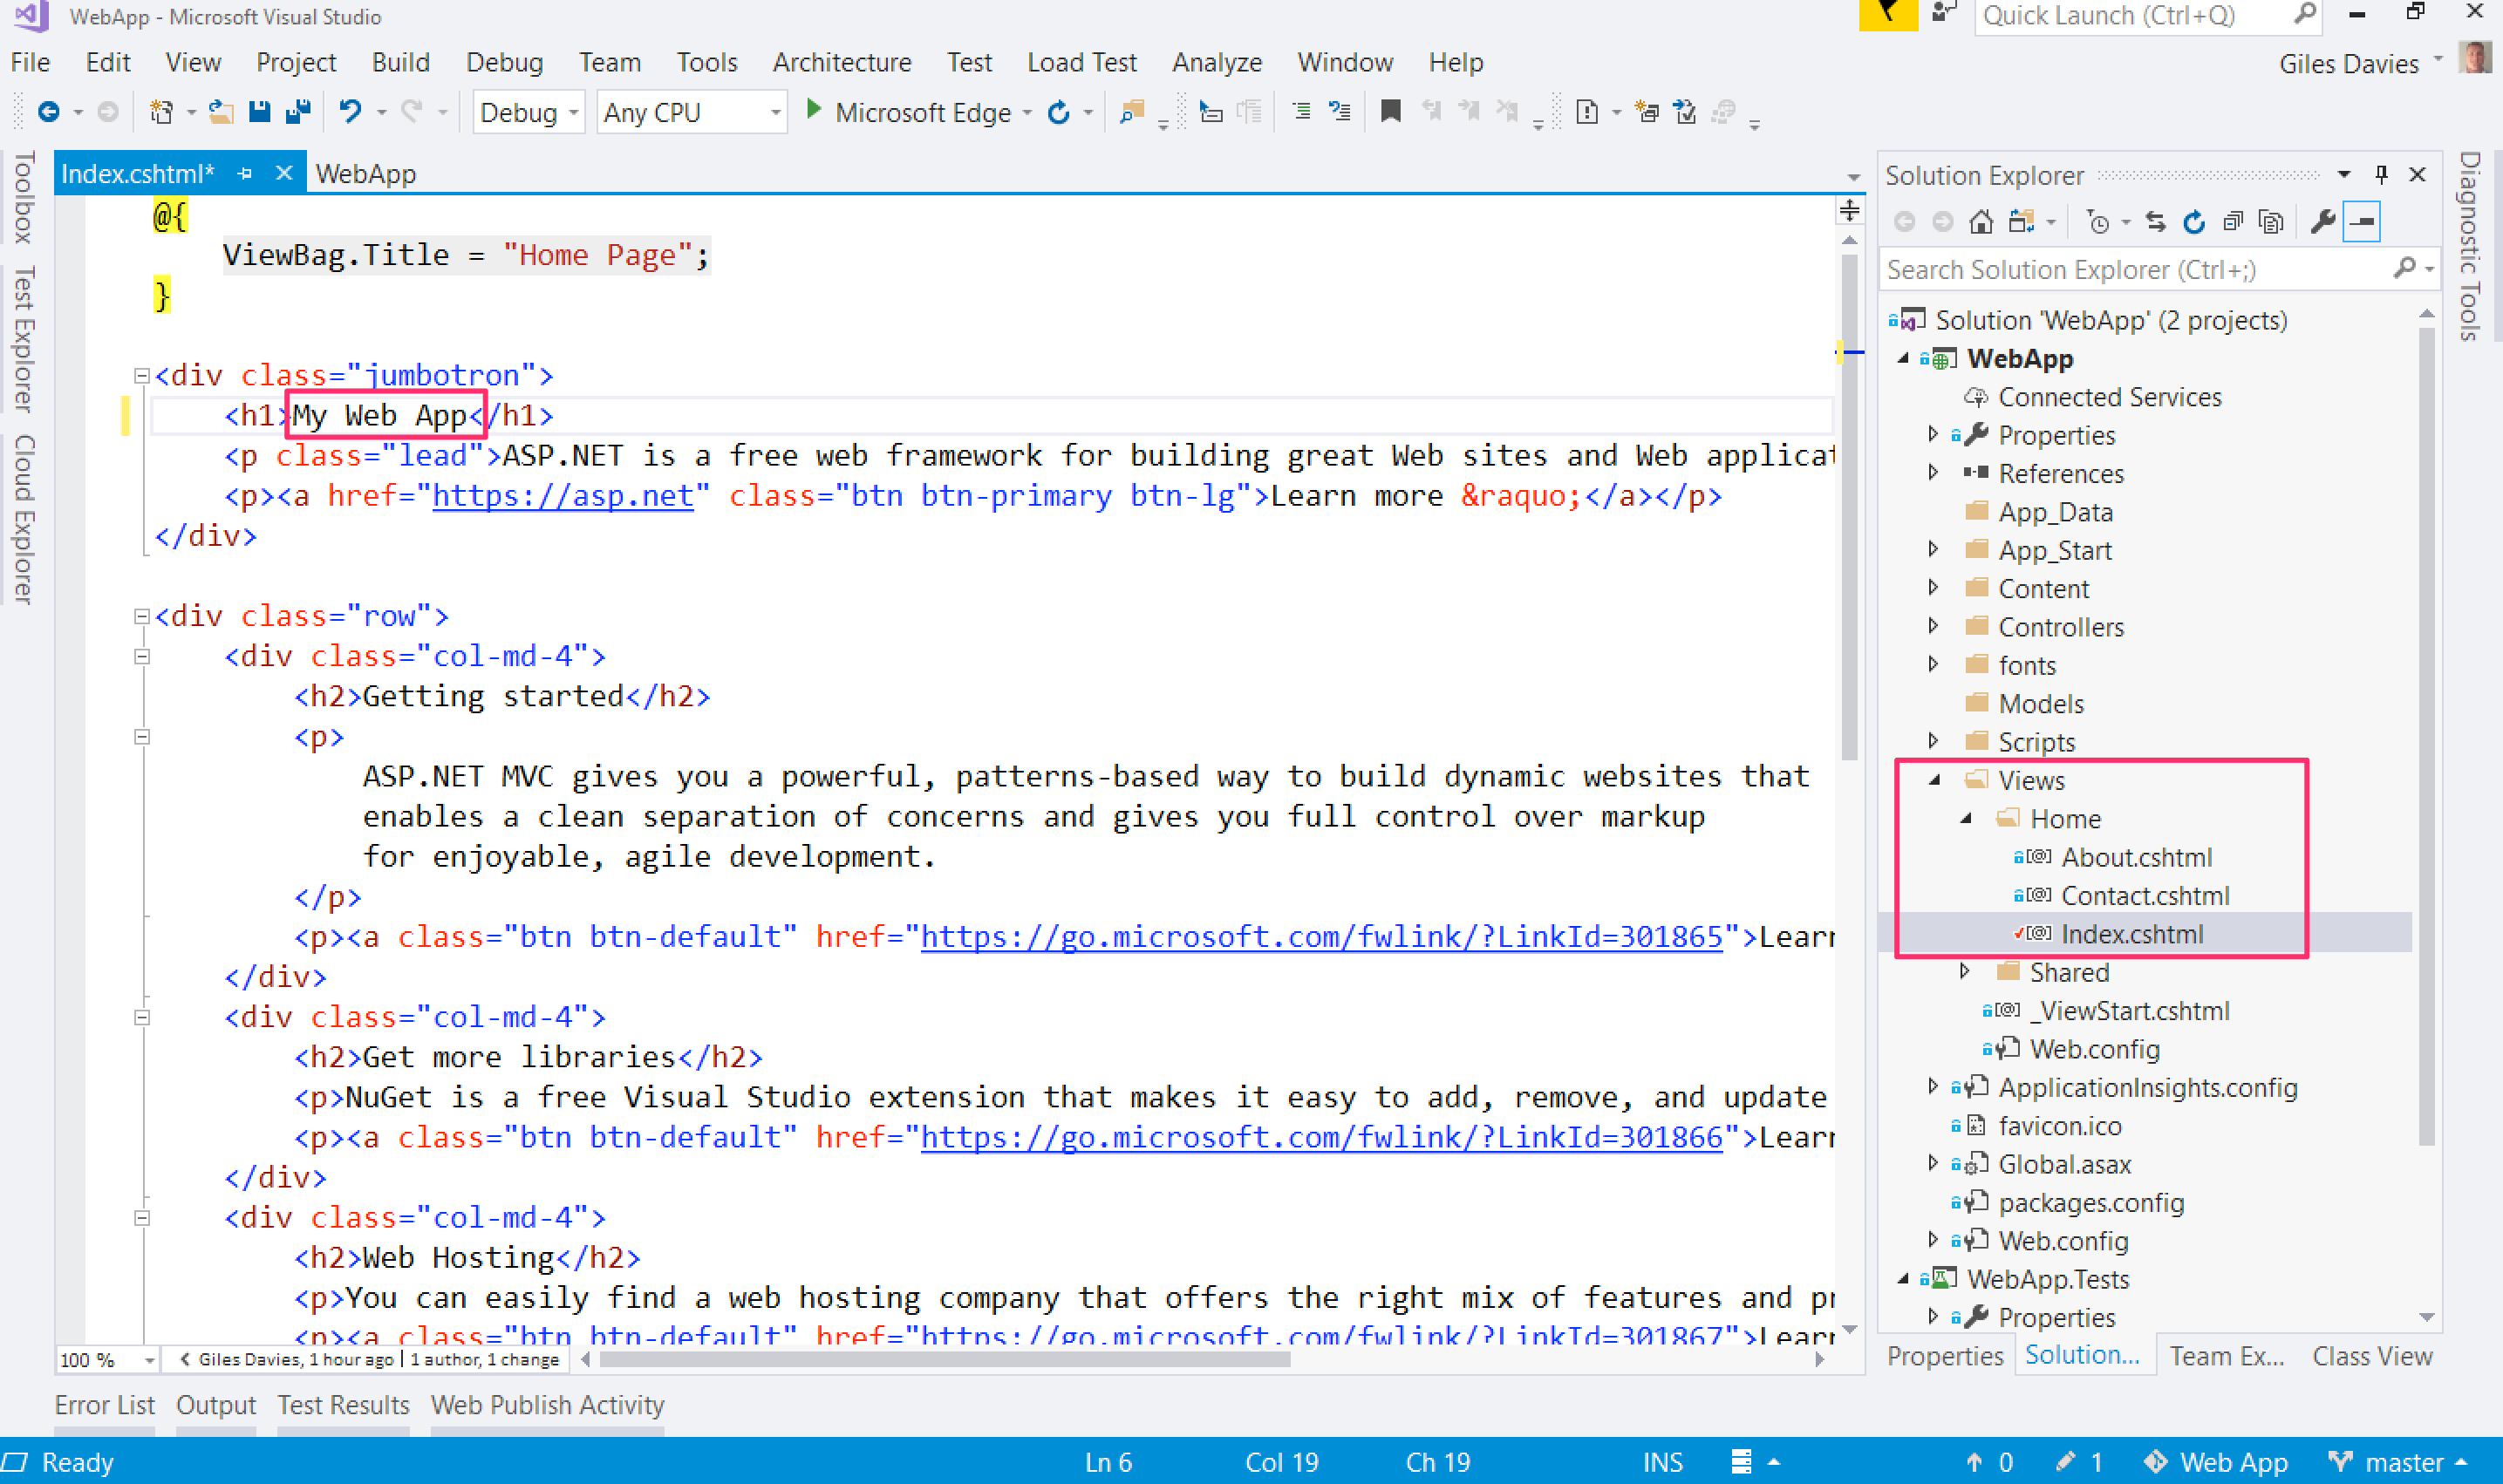 WebApp - Microsoft Visual Studio
Quick Launch (Ctrl+Q)
File Edit View Project Build Debug Team Tools Architecture Test Load Test Analyze Window Help
Giles Davies
Debug Any CPU Microsoft Edge
Toolbox
Test Explorer
Cloud Explorer
Index.cshtml* WebApp
@{
ViewBag.Title = "Home Page";
}
<div class="jumbotron">
<h1>My Web App</h1>
<p class="lead">ASP.NET is a free web framework for building great Web sites and Web applicat
<p><a href="https://asp.net" class="btn btn-primary btn-lg">Learn more &raquo;</a></p>
</div>
<div class="row">
<div class="col-md-4">
<h2>Getting started</h2>
<p>
ASP.NET MVC gives you a powerful, patterns-based way to build dynamic websites that
enables a clean separation of concerns and gives you full control over markup
for enjoyable, agile development.
</p>
<p><a class="btn btn-default" href="https://go.microsoft.com/fwlink/?LinkId=301865">Learn
</div>
<div class="col-md-4">
<h2>Get more libraries</h2>
<p>NuGet is a free Visual Studio extension that makes it easy to add, remove, and update
<p><a class="btn btn-default" href="https://go.microsoft.com/fwlink/?LinkId=301866">Learn
</div>
<div class="col-md-4">
<h2>Web Hosting</h2>
<p>You can easily find a web hosting company that offers the right mix of features and pr
<p><a class="btn btn-default" href="https://go.microsoft.com/fwlink/?LinkId=301867">Learn
100 % Giles Davies, 1 hour ago | 1 author, 1 change
Solution Explorer
Search Solution Explorer (Ctrl+;)
Solution 'WebApp' (2 projects)
WebApp
Connected Services
Properties
References
App_Data
App_Start
Content
Controllers
fonts
Models
Scripts
Views
Home
About.cshtml
Contact.cshtml
Index.cshtml
Shared
_ViewStart.cshtml
Web.config
ApplicationInsights.config
favicon.ico
Global.asax
packages.config
Web.config
WebApp.Tests
Properties
Properties Solution... Team Ex... Class View
Diagnostic Tools
Error List Output Test Results Web Publish Activity
Ready Ln 6 Col 19 Ch 19 INS 0 1 Web App master